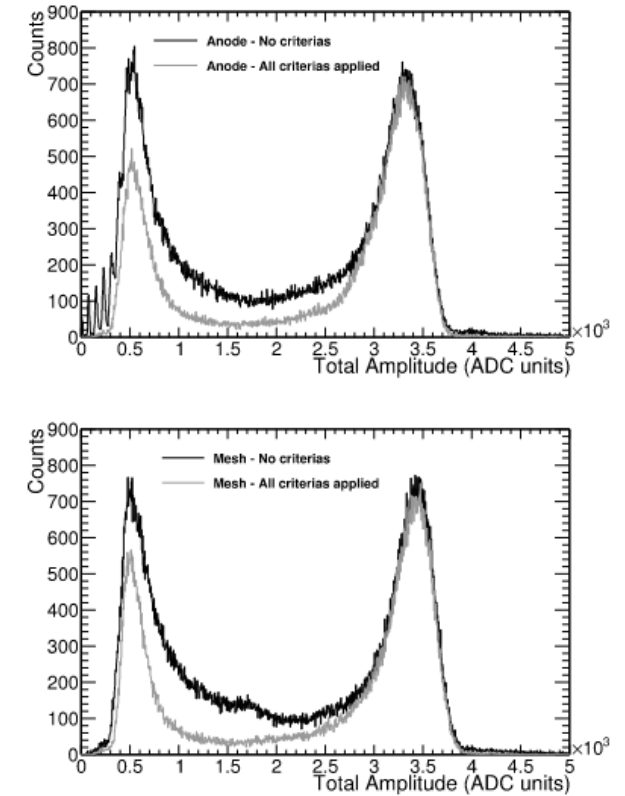 Counts
900
800
700
600
500
400
300
200
100
0
Anode - No criterias
Anode - All criterias applied
0 0.5 1 1.5 2 2.5 3 3.5 4 4.5 5
×10³
Total Amplitude (ADC units)
Counts
900
800
700
600
500
400
300
200
100
0
Mesh - No criterias
Mesh - All criterias applied
0 0.5 1 1.5 2 2.5 3 3.5 4 4.5 5
×10³
Total Amplitude (ADC units)